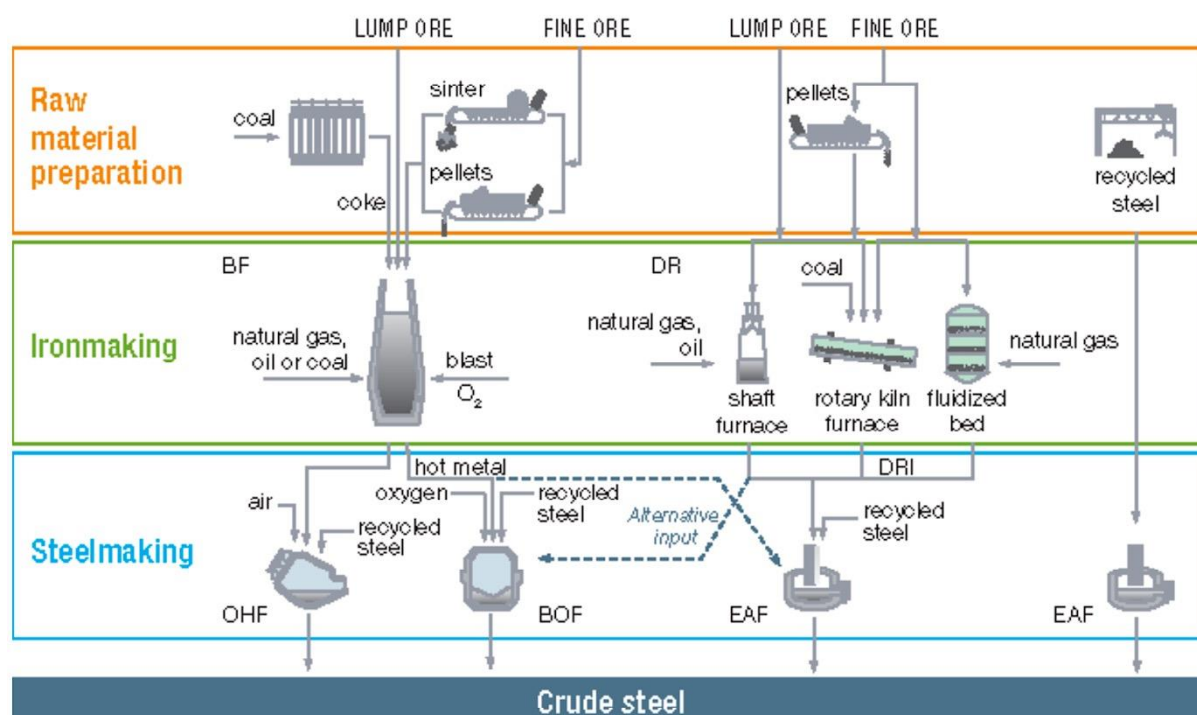 LUMP ORE
FINE ORE
LUMP ORE
FINE ORE
Raw
material
preparation
coal
coke
sinter
pellets
pellets
recycled
steel
Ironmaking
BF
natural gas,
oil or coal
blast
O₂
DR
natural gas,
oil
coal
natural gas
shaft
furnace
rotary kiln
furnace
fluidized
bed
Steelmaking
hot metal
air
recycled
steel
oxygen
recycled
steel
Alternative
input
DRI
recycled
steel
OHF
BOF
EAF
EAF
Crude steel